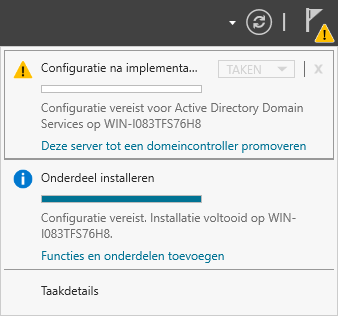 Configuratie na implementa...
TAKEN
X
Configuratie vereist voor Active Directory Domain
Services op WIN-I083TFS76H8
Deze server tot een domeincontroller promoveren
Onderdeel installeren
Configuratie vereist. Installatie voltooid op WIN-
I083TFS76H8.
Functies en onderdelen toevoegen
Taakdetails